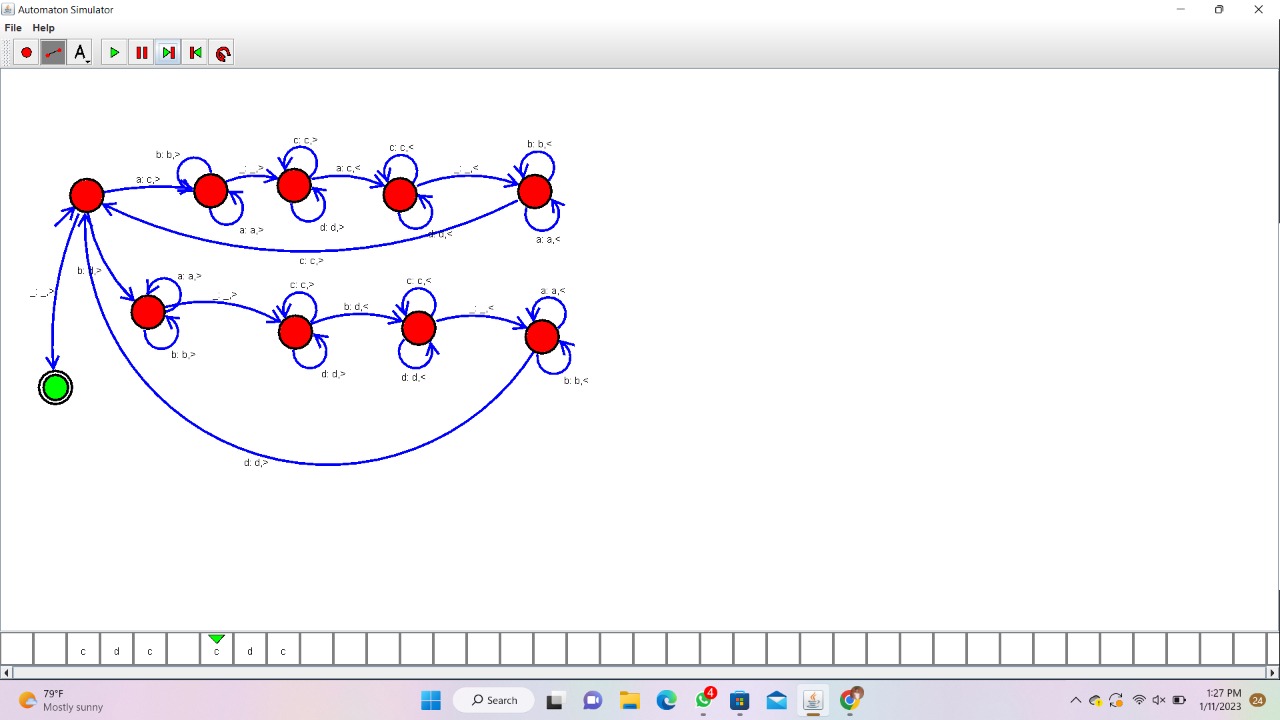 Automaton Simulator
File Help
A
c: c,>
b: b,> c: c,< b: b,<
_: _,> a: c,< _: _,<
a: c,>
a: a,> d: d,> d: d,< a: a,<
c: c,>
b: d,> a: a,> c: c,> c: c,< a: a,<
_: _,> _: _,> b: d,< _: _,<
b: b,> d: d,> d: d,< b: b,<
d: d,>
c d c c d c
79°F
Mostly sunny
Search
4
1:27 PM
1/11/2023
24